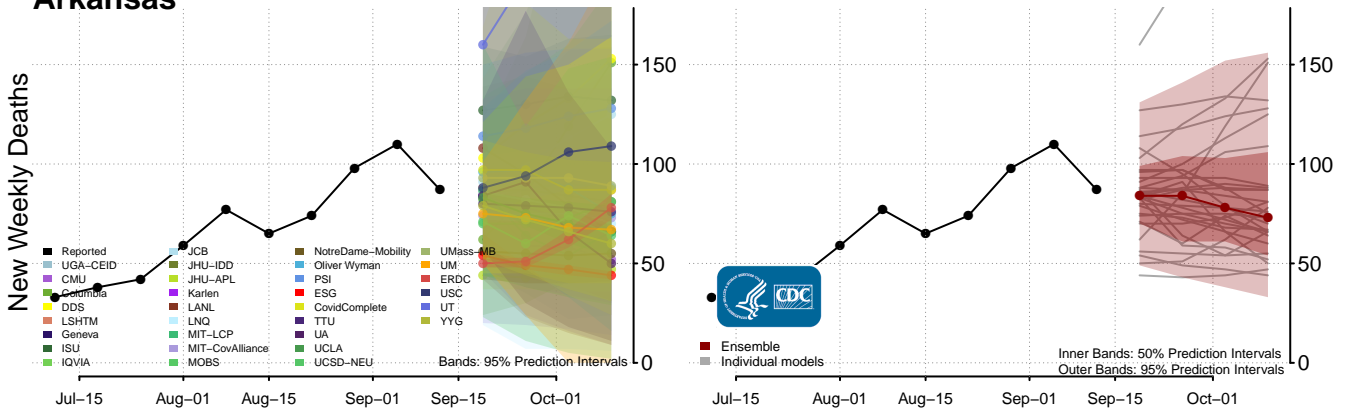 Arkansas
New Weekly Deaths
150
100
50
0
Reported
UGA−CEID
CMU
Columbia
DDS
LSHTM
Geneva
ISU
IQVIA
JCB
JHU−IDD
JHU−APL
Karlen
LANL
LNQ
MIT−LCP
MIT−CovAlliance
MOBS
NotreDame−Mobility
Oliver Wyman
PSI
ESG
CovidComplete
TTU
UA
UCLA
UCSD−NEU
UMass−MB
UM
ERDC
USC
UT
YYG
Bands: 95% Prediction Intervals
Jul−15
Aug−01
Aug−15
Sep−01
Sep−15
Oct−01
150
100
50
0
CDC
Ensemble
Individual models
Inner Bands: 50% Prediction Intervals
Outer Bands: 95% Prediction Intervals
Jul−15
Aug−01
Aug−15
Sep−01
Sep−15
Oct−01